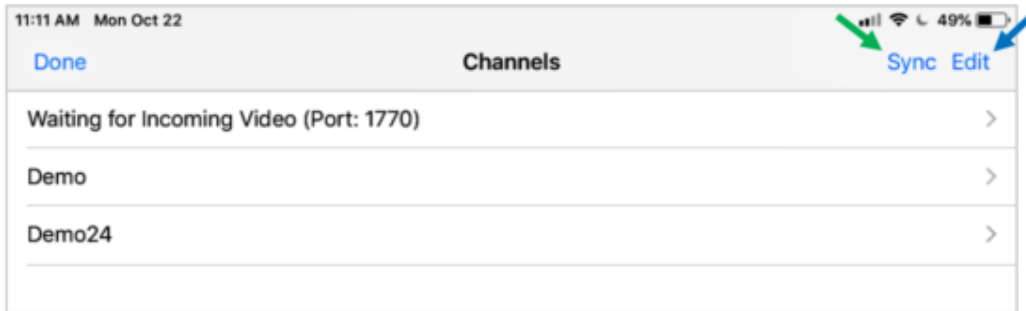 11:11 AM Mon Oct 22 49%
Done Channels Sync Edit
Waiting for Incoming Video (Port: 1770)
Demo
Demo24